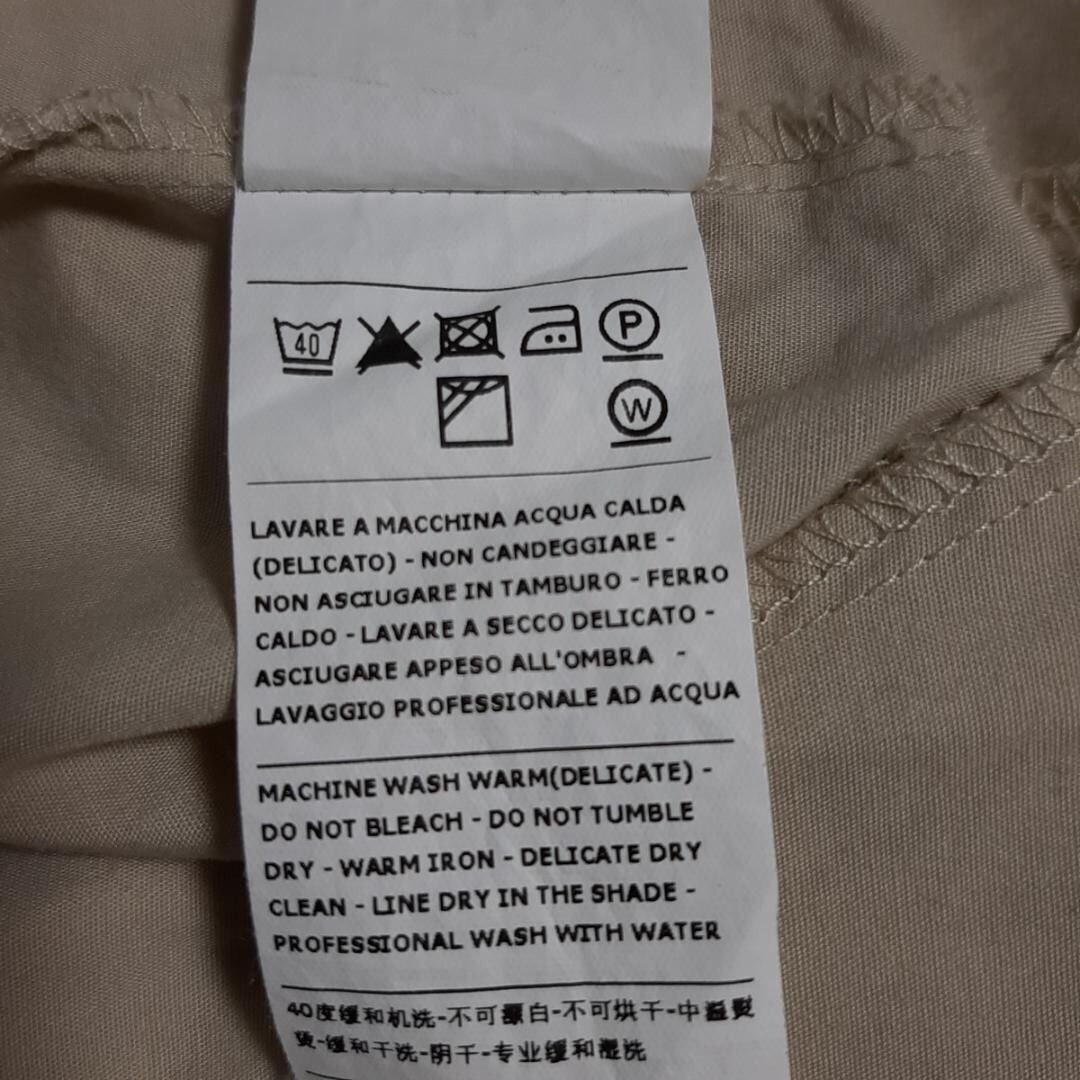 40
P
W
LAVARE A MACCHINA ACQUA CALDA
(DELICATO) - NON CANDEGGIARE -
NON ASCIUGARE IN TAMBURO - FERRO
CALDO - LAVARE A SECCO DELICATO -
ASCIUGARE APPESO ALL'OMBRA -
LAVAGGIO PROFESSIONALE AD ACQUA
MACHINE WASH WARM(DELICATE) -
DO NOT BLEACH - DO NOT TUMBLE
DRY - WARM IRON - DELICATE DRY
CLEAN - LINE DRY IN THE SHADE -
PROFESSIONAL WASH WITH WATER
40度缓和机洗-不可漂白-不可烘干-中温熨
烫-缓和干洗-阴干-专业缓和湿洗